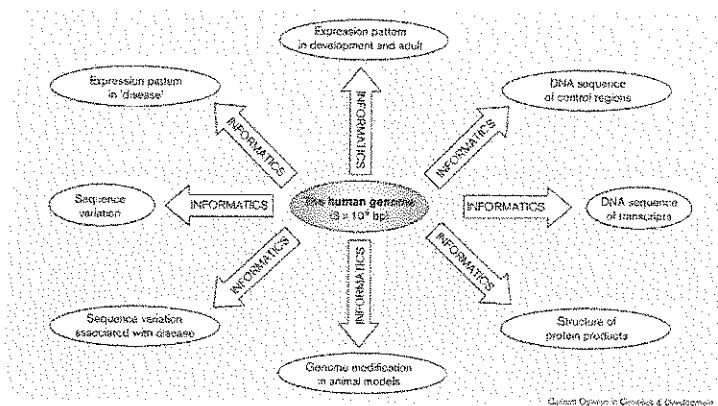 Expression pattern
in development and adult
Expression pattern
in 'disease'
DNA sequence
of control regions
INFORMATICS
INFORMATICS
INFORMATICS
Sequence
variation
INFORMATICS
The human genome
(3 × 10⁹ bp)
INFORMATICS
DNA sequence
of transcripts
INFORMATICS
INFORMATICS
INFORMATICS
Sequence variation
associated with disease
Structure of
protein products
Genome modification
in animal models
Current Opinion in Genetics & Development